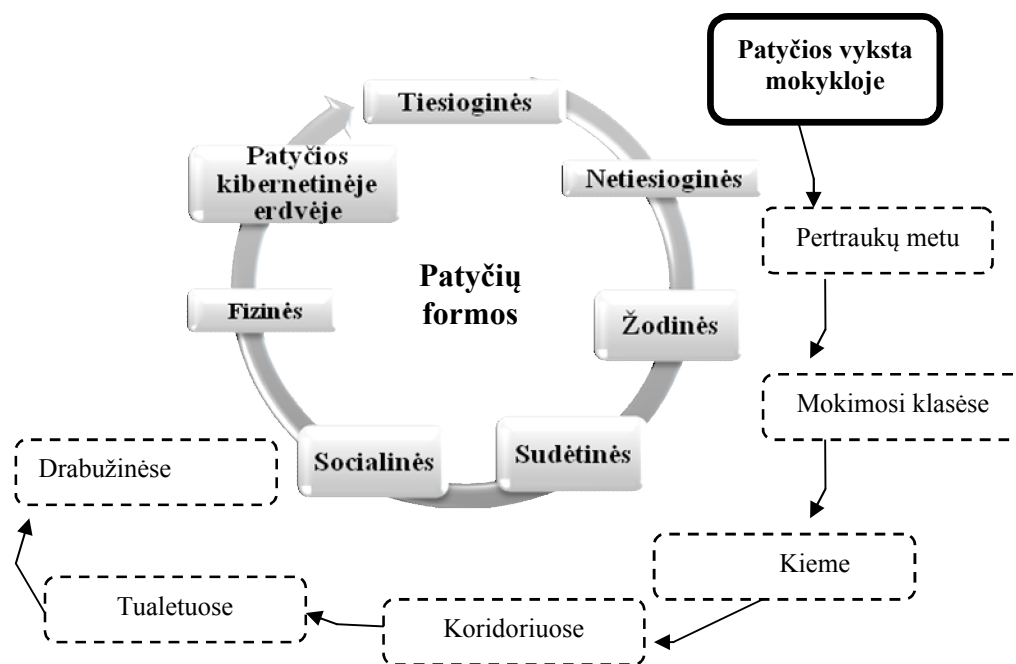 Patyčios vyksta
mokykloje
Tiesioginės
Patyčios
kibernetinėje
erdvėje
Netiesioginės
Pertraukų metu
Patyčių
formos
Fizinės
Žodinės
Mokimosi klasėse
Socialinės
Sudėtinės
Drabužinėse
Kieme
Tualetuose
Koridoriuose